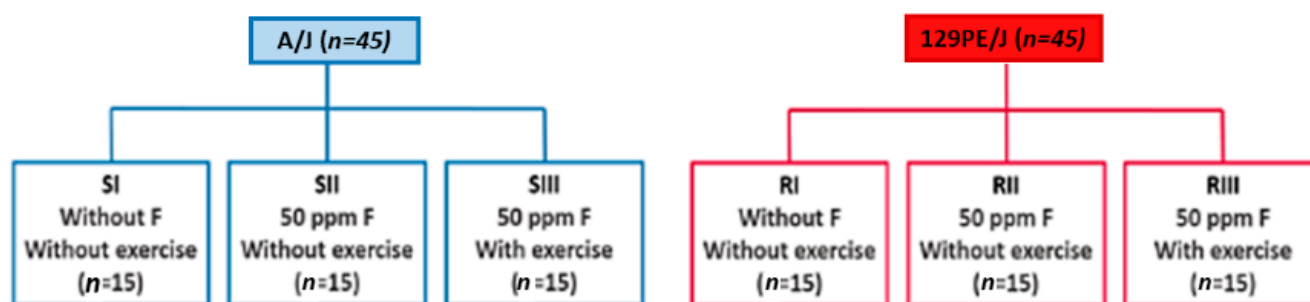 A/J (n=45)
SI
Without F
Without exercise
(n=15)
SII
50 ppm F
Without exercise
(n=15)
SIII
50 ppm F
With exercise
(n=15)
129PE/J (n=45)
RI
Without F
Without exercise
(n=15)
RII
50 ppm F
Without exercise
(n=15)
RIII
50 ppm F
With exercise
(n=15)